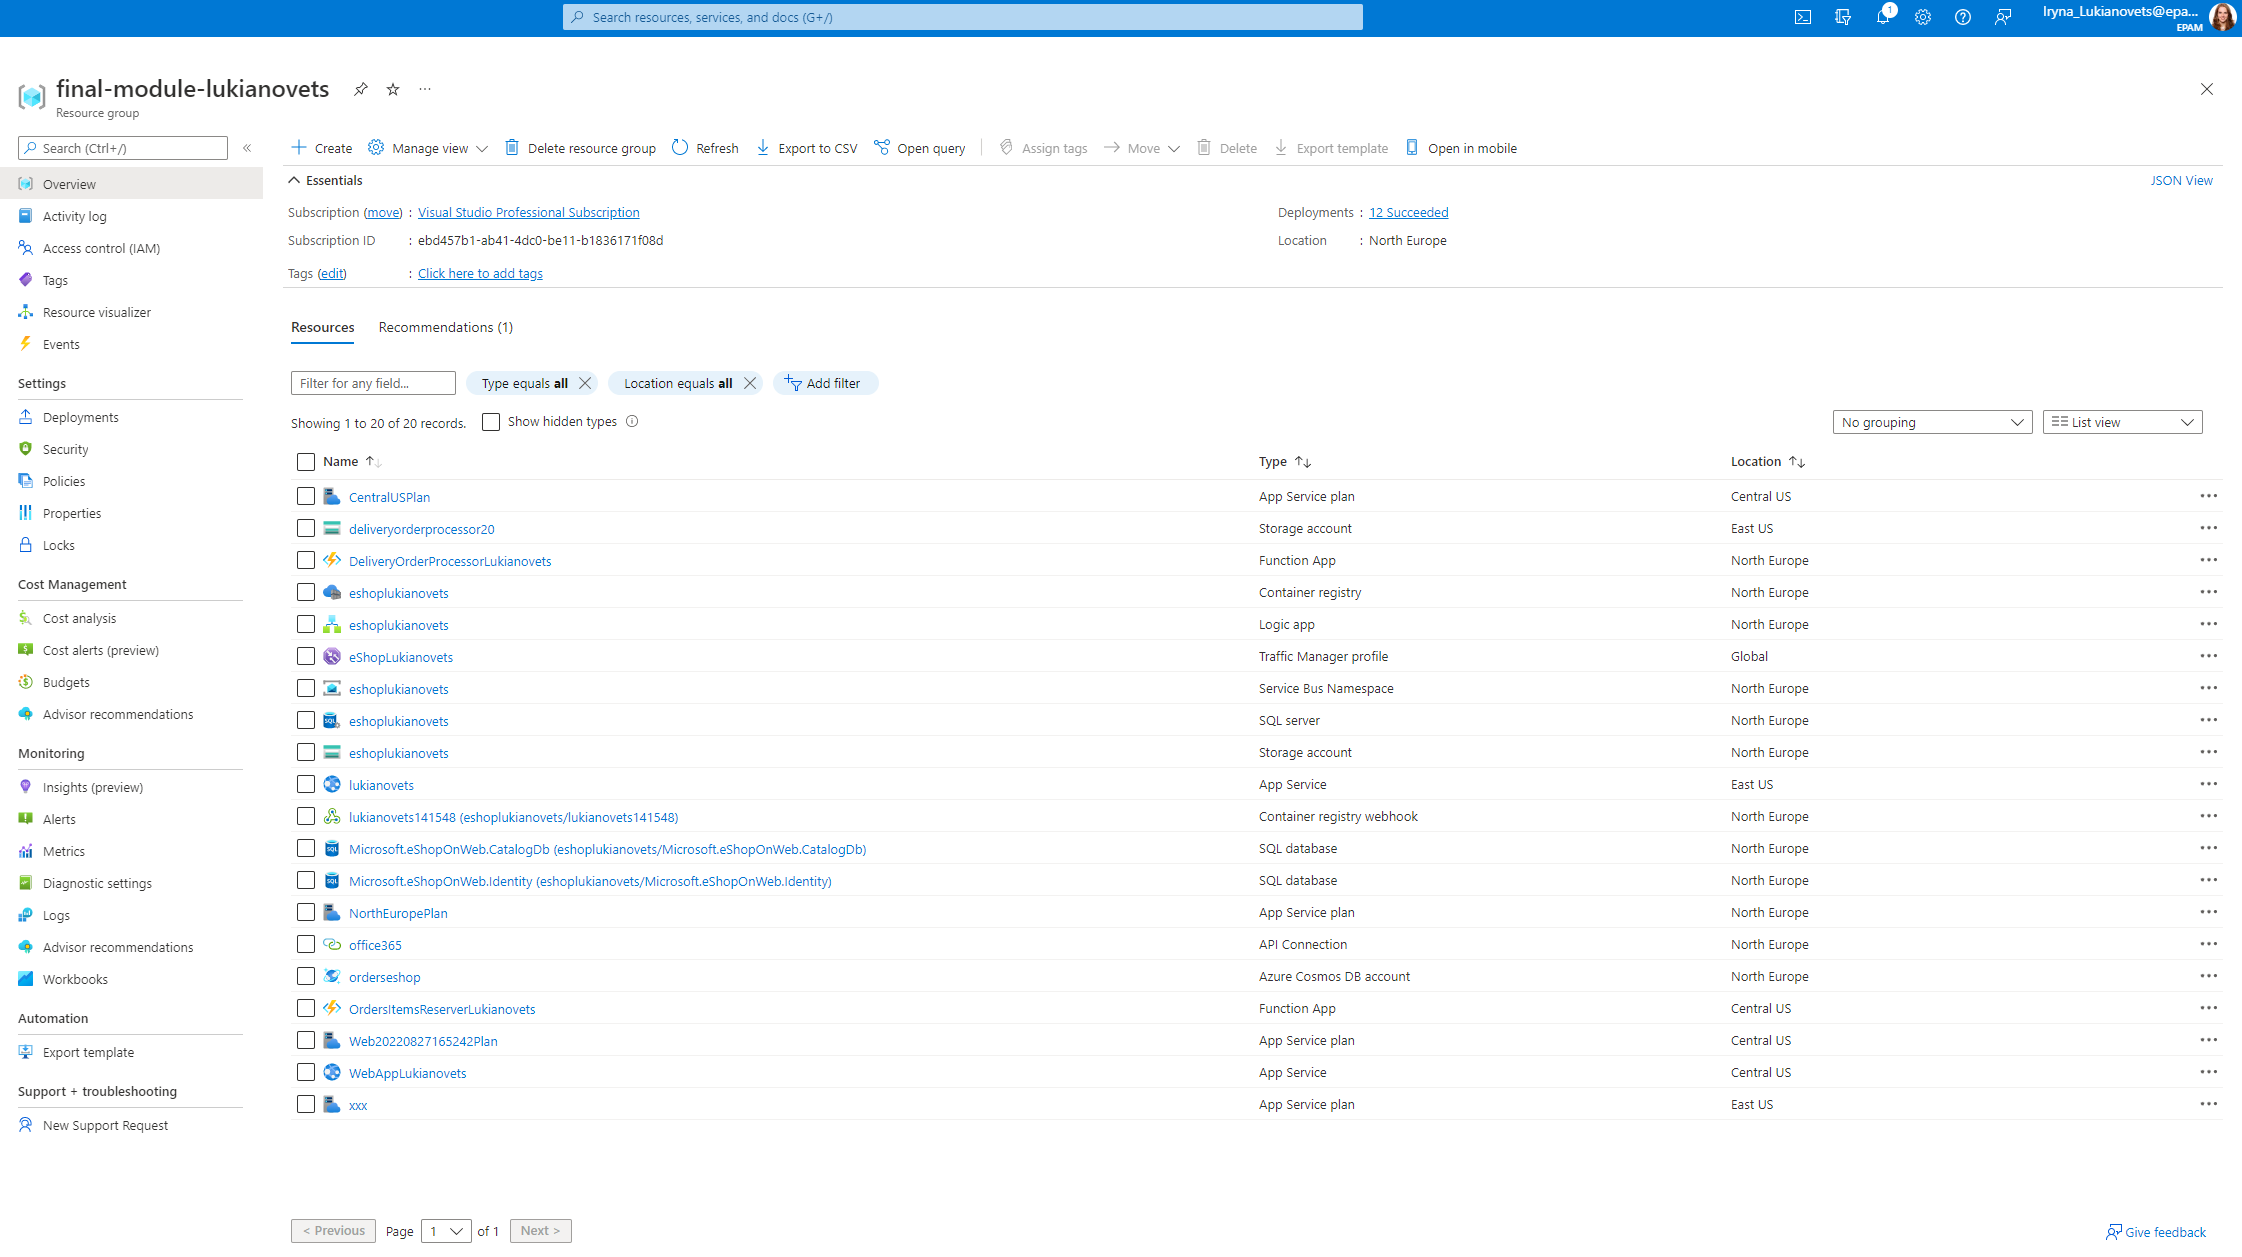 Search resources, services, and docs (G+/)
1
Iryna_Lukianovets@epa...
EPAM
final-module-lukianovets
Resource group
Search (Ctrl+/)
«
Create
Manage view
Delete resource group
Refresh
Export to CSV
Open query
Assign tags
Move
Delete
Export template
Open in mobile
Overview
Activity log
Access control (IAM)
Tags
Resource visualizer
Events
Settings
Deployments
Security
Policies
Properties
Locks
Cost Management
Cost analysis
Cost alerts (preview)
Budgets
Advisor recommendations
Monitoring
Insights (preview)
Alerts
Metrics
Diagnostic settings
Logs
Advisor recommendations
Workbooks
Automation
Export template
Support + troubleshooting
New Support Request
Essentials
JSON View
Subscription (move) : Visual Studio Professional Subscription
Deployments : 12 Succeeded
Subscription ID : ebd457b1-ab41-4dc0-be11-b1836171f08d
Location : North Europe
Tags (edit) : Click here to add tags
Resources Recommendations (1)
Filter for any field...
Type equals all
Location equals all
Add filter
Showing 1 to 20 of 20 records.
Show hidden types
No grouping
List view
Name Type Location
CentralUSPlan App Service plan Central US
deliveryorderprocessor20 Storage account East US
DeliveryOrderProcessorLukianovets Function App North Europe
eshoplukianovets Container registry North Europe
eshoplukianovets Logic app North Europe
eShopLukianovets Traffic Manager profile Global
eshoplukianovets Service Bus Namespace North Europe
eshoplukianovets SQL server North Europe
eshoplukianovets Storage account North Europe
lukianovets App Service East US
lukianovets141548 (eshoplukianovets/lukianovets141548) Container registry webhook North Europe
Microsoft.eShopOnWeb.CatalogDb (eshoplukianovets/Microsoft.eShopOnWeb.CatalogDb) SQL database North Europe
Microsoft.eShopOnWeb.Identity (eshoplukianovets/Microsoft.eShopOnWeb.Identity) SQL database North Europe
NorthEuropePlan App Service plan North Europe
office365 API Connection North Europe
orderseshop Azure Cosmos DB account North Europe
OrdersItemsReserverLukianovets Function App Central US
Web20220827165242Plan App Service plan Central US
WebAppLukianovets App Service Central US
xxx App Service plan East US
< Previous Page 1 of 1 Next >
Give feedback